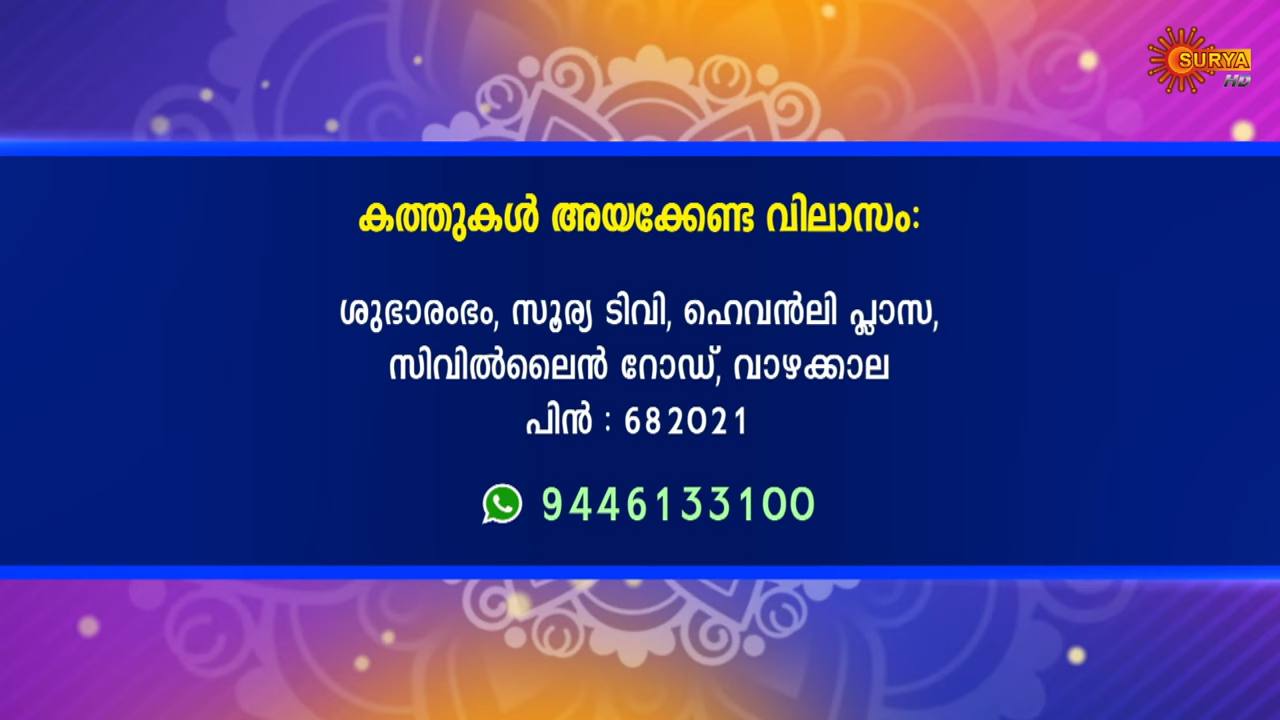 SURYA
HD
കത്തുകൾ അയക്കേണ്ട വിലാസം:
ശുഭാരംഭം, സൂര്യ ടിവി, ഹെവൻലി പ്ലാസ,
സിവിൽലൈൻ റോഡ്, വാഴക്കാല
പിൻ : 682021
9446133100